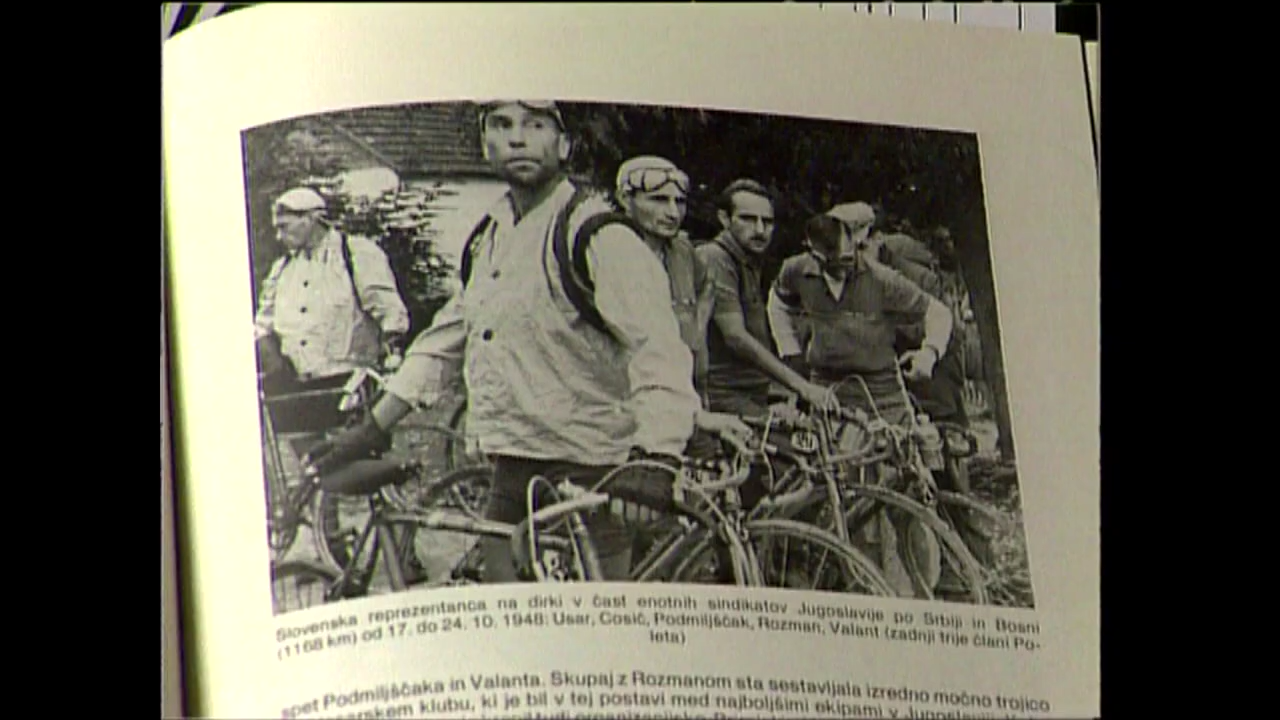 Slovenska reprezentanca na dirki v čast enotnih sindikatov Jugoslavije po Srbiji in Bosni
(1168 km) od 17. do 24. 10. 1948: Usar, Cosič, Podmiljščak, Rozman, Valant (zadnji trije člani Po-
leta)
spet Podmiljščaka in Valanta. Skupaj z Rozmanom sta sestavljala izredno močno trojico
klubu, ki je bil v tej postavi med najboljšimi ekipami v